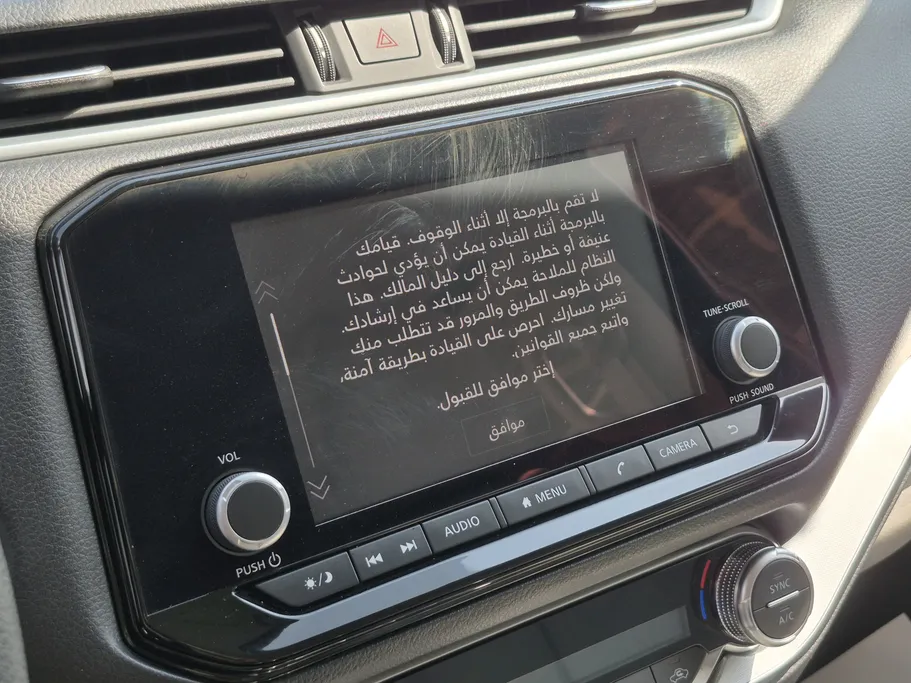 لا تقم بالبرمجة إلا أثناء الوقوف. قيامك
بالبرمجة أثناء القيادة يمكن أن يؤدي لحوادث
عنيفة أو خطيرة. ارجع إلى دليل المالك. هذا
النظام للملاحة يمكن أن يساعد في إرشادك.
ولكن ظروف الطريق والمرور قد تتطلب منك
تغيير مسارك. احرص على القيادة بطريقة آمنة،
واتبع جميع القوانين.
إختر موافق للقبول.
موافق
TUNE-SCROLL
PUSH SOUND
VOL
PUSH
AUDIO
MENU
CAMERA
SYNC
A/C